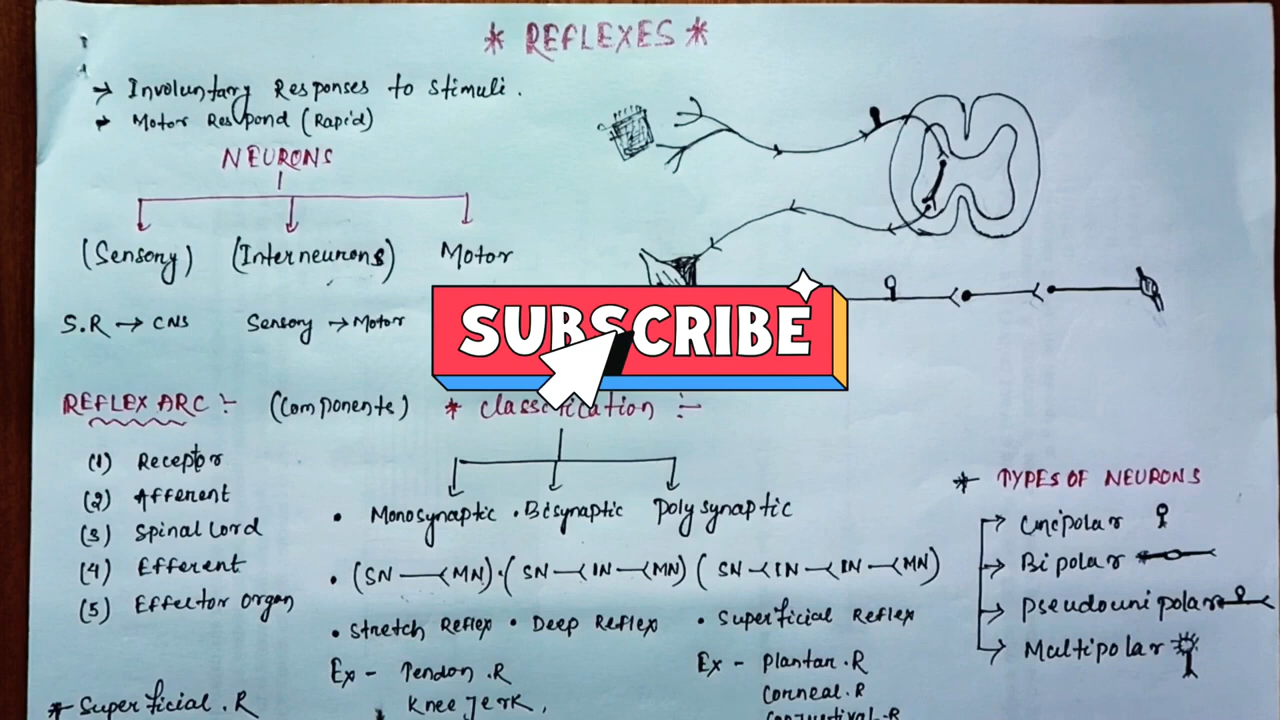 * REFLEXES *
→ Involuntary Responses to Stimuli.
→ Motor Respond (Rapid)
NEURONS
(Sensory) (Interneurons) Motor
S.R → CNS Sensory → Motor
SUBSCRIBE
REFLEX ARC :- (Components)
(1) Receptor
(2) Afferent
(3) Spinal Cord
(4) Efferent
(5) Effector Organ
* Classification :-
• Monosynaptic • Bisynaptic Polysynaptic
• (SN —< MN) • (SN —< IN —< MN) (SN —< IN —< IN —< MN)
• Stretch Reflex • Deep Reflex • Superficial Reflex
Ex - Tendon .R
Knee Jerk,
Ex - Plantar .R
Corneal .R
Conjuctival .R
* TYPES OF NEURONS
→ Unipolar
→ Bipolar
→ Pseudounipolar
→ Multipolar
* Superficial .R